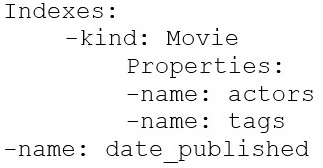 Indexes:
-kind: Movie
Properties:
-name: actors
-name: tags
-name: date_published